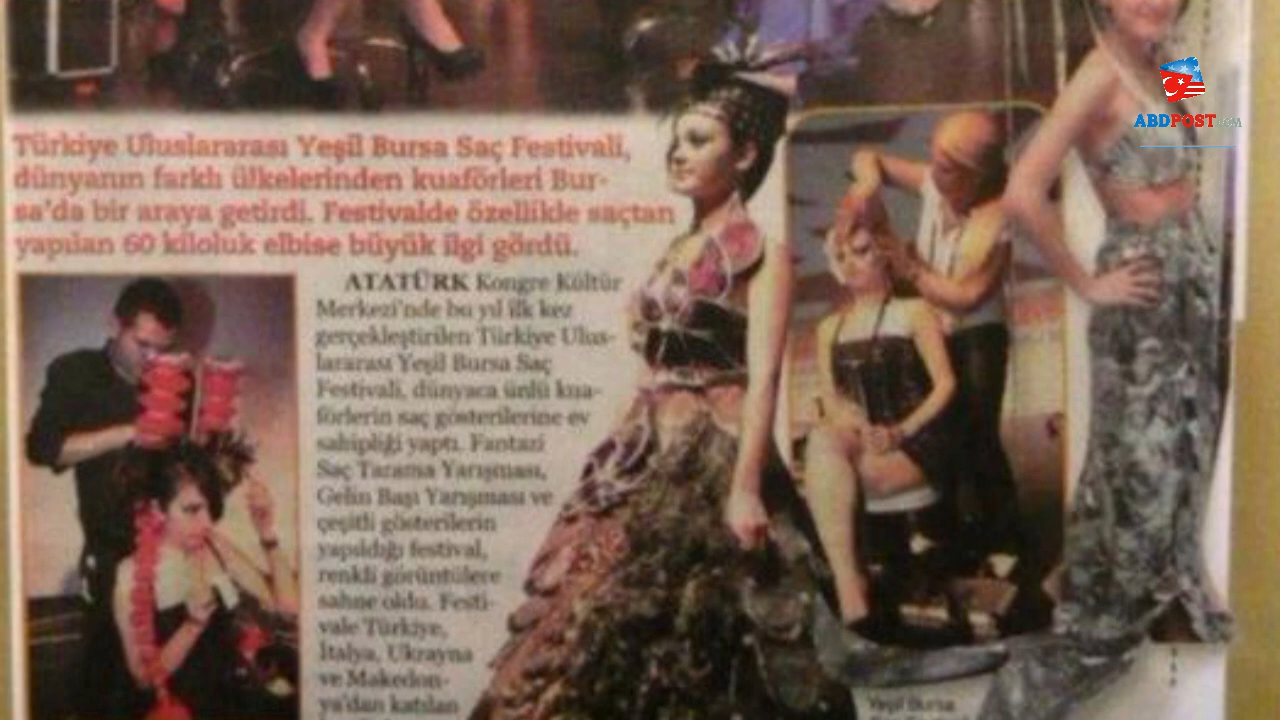 ABDPOST.COM
Türkiye Uluslararası Yeşil Bursa Saç Festivali,
dünyanın farklı ülkelerinden kuaförleri Bur-
sa'da bir araya getirdi. Festivalde özellikle saçtan
yapılan 60 kiloluk elbise büyük ilgi gördü.
ATATÜRK Kongre Kültür
Merkezi'nde bu yıl ilk kez
gerçekleştirilen Türkiye Ulus-
lararası Yeşil Bursa Saç
Festivali, dünyaca ünlü kua-
förlerin saç gösterilerine ev
sahipliği yaptı. Fantazi
Saç Tarama Yarışması,
Gelin Başı Yarışması ve
çeşitli gösterilerin
yapıldığı festival,
renkli görüntülere
sahne oldu. Festi-
vale Türkiye,
İtalya, Ukrayna
ve Makedon-
ya'dan katılan
Yeşil Bursa